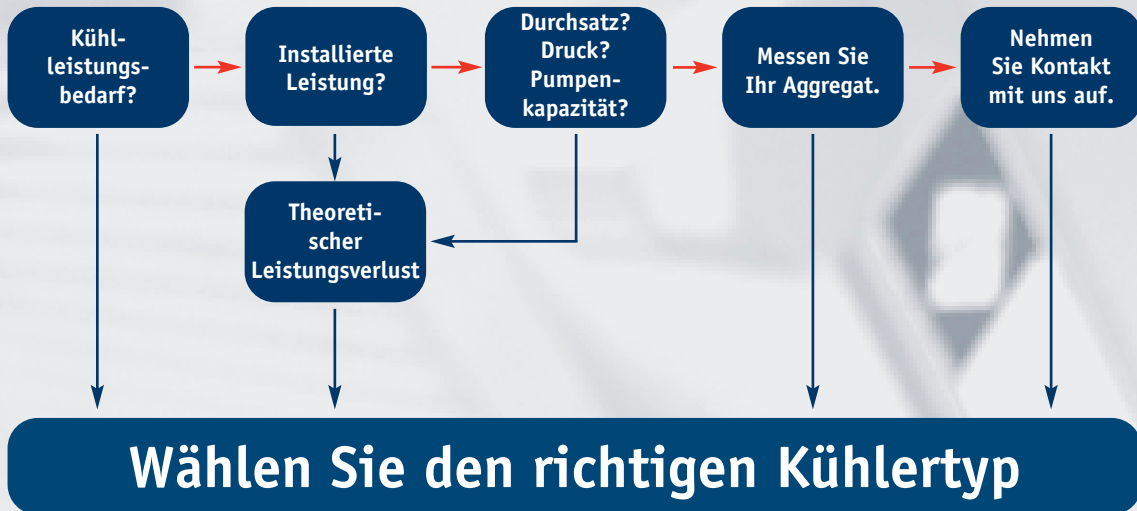 Kühl-
leistungs-
bedarf?
Installierte
Leistung?
Durchsatz?
Druck?
Pumpen-
kapazität?
Messen Sie
Ihr Aggregat.
Nehmen
Sie Kontakt
mit uns auf.
Theoreti-
scher
Leistungsverlust
Wählen Sie den richtigen Kühlertyp